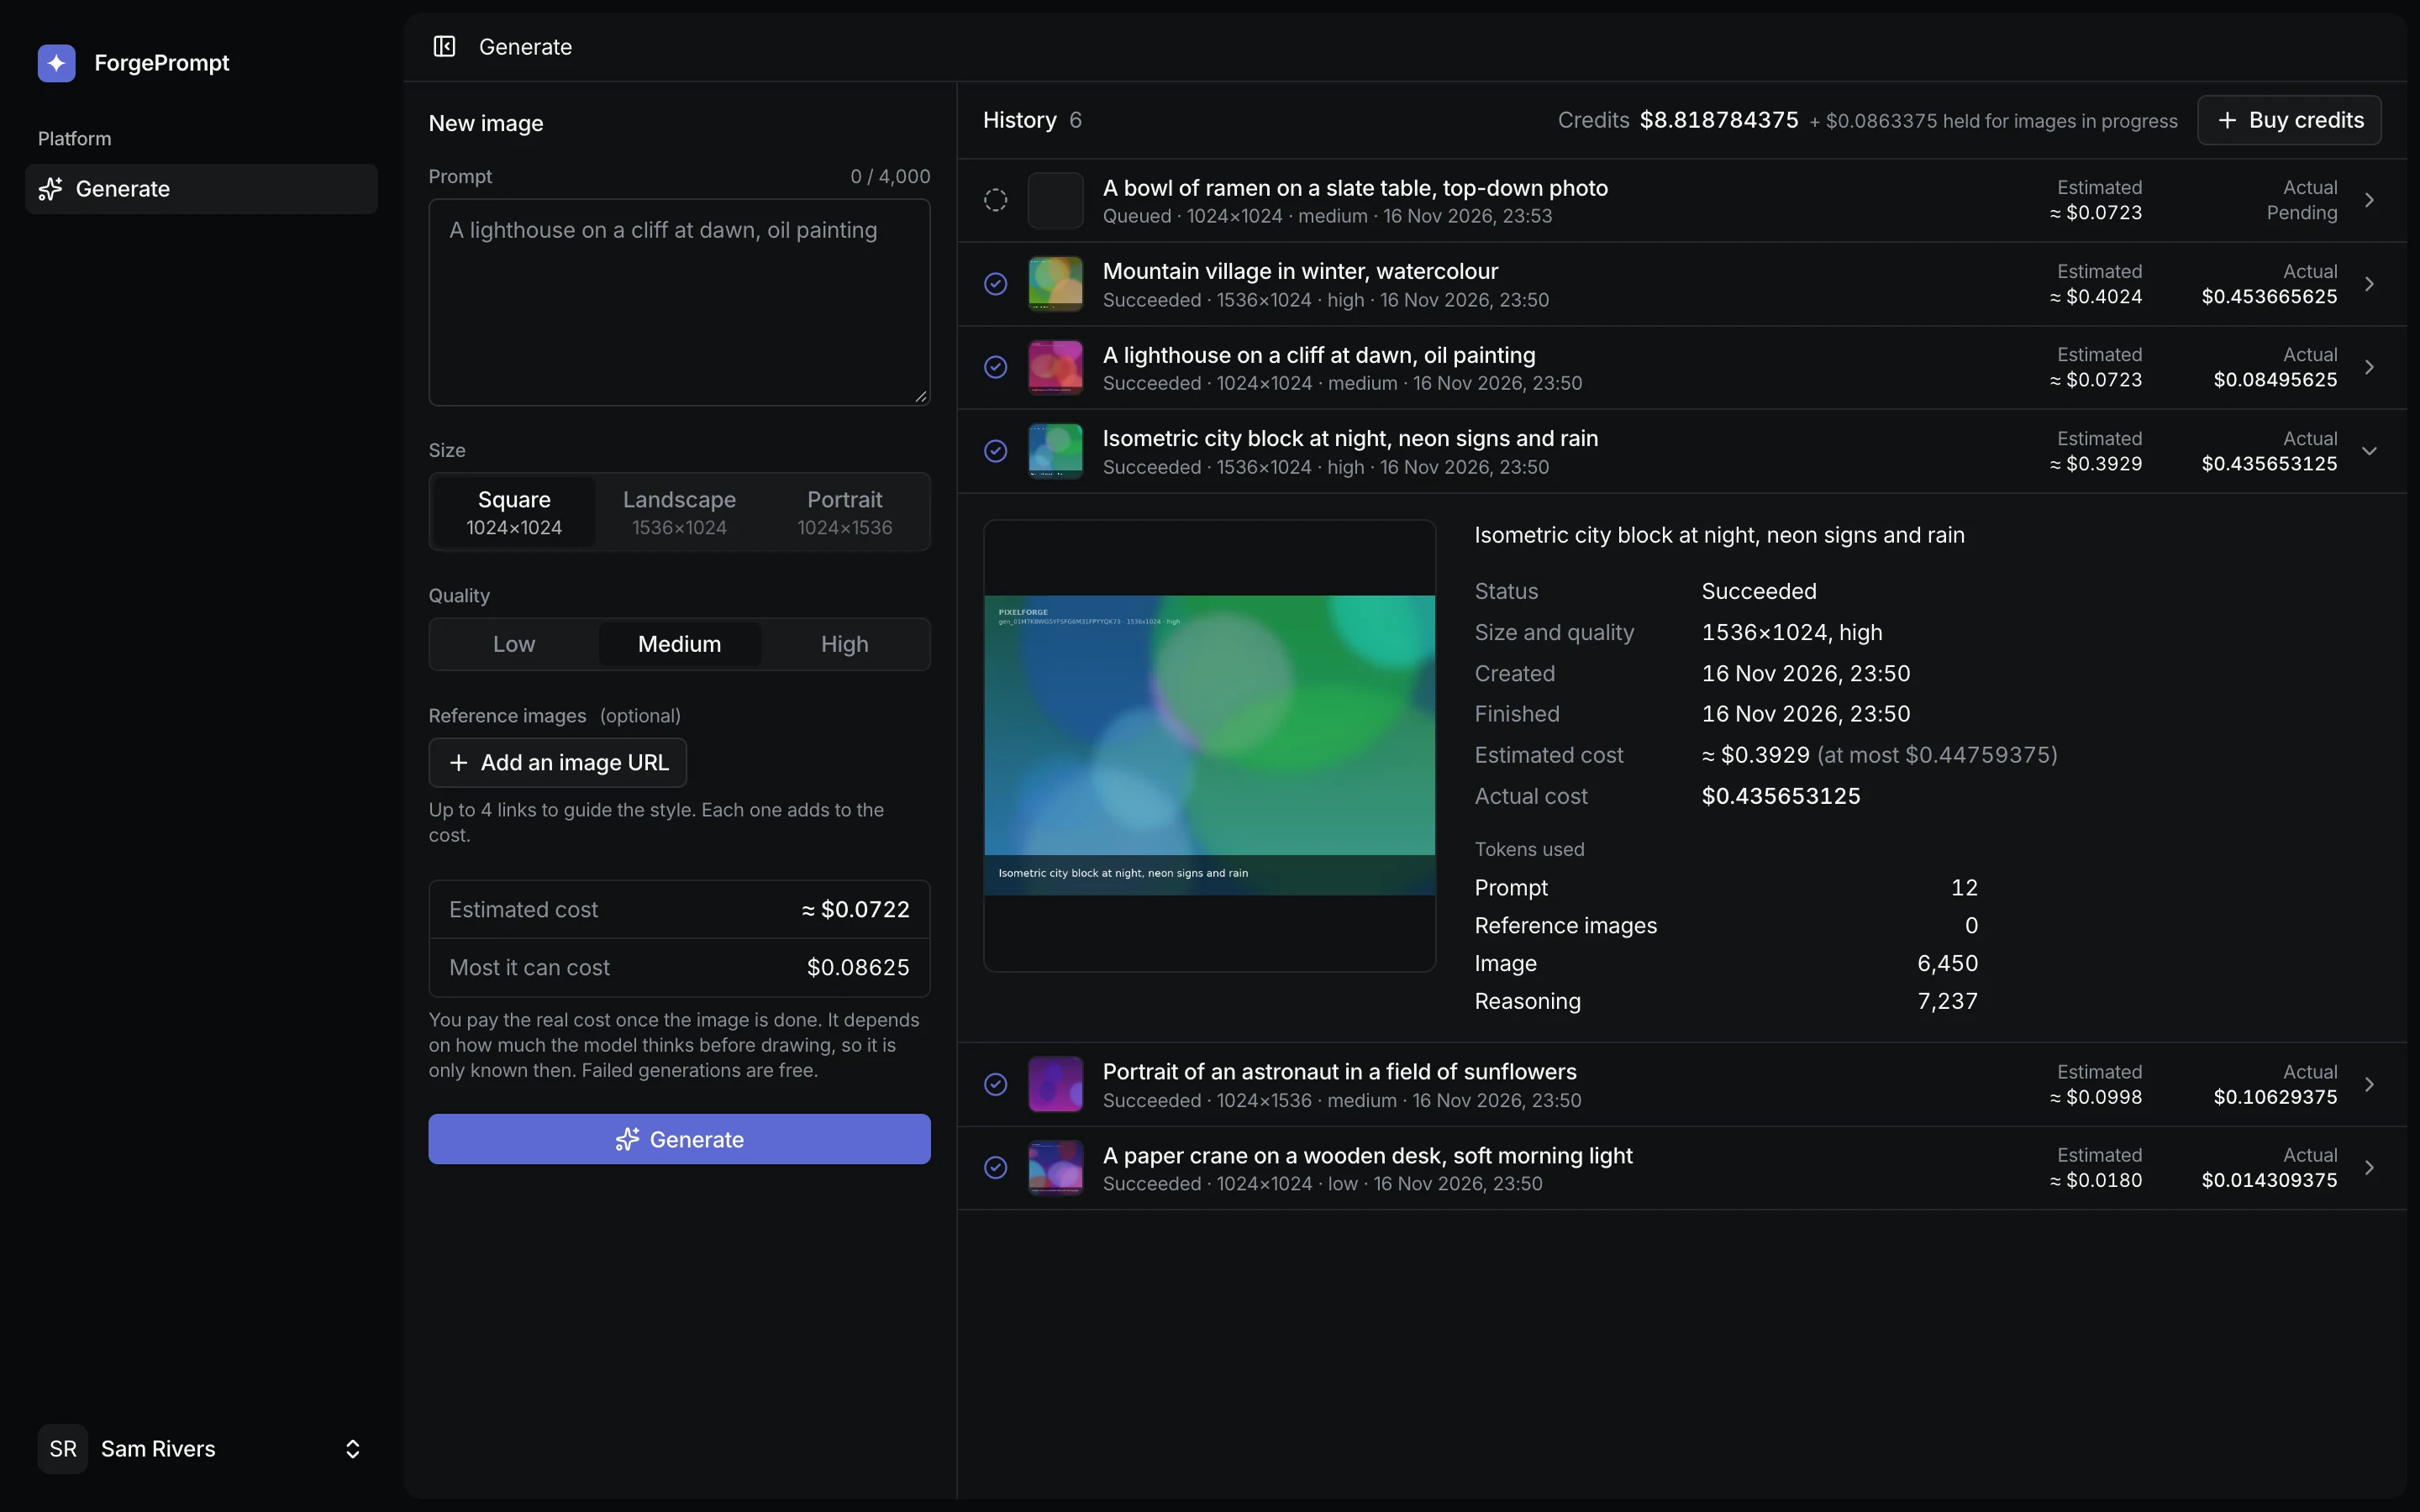 ForgePrompt
Platform
Generate
SR
Sam Rivers
Generate
New image
Prompt
0 / 4,000
A lighthouse on a cliff at dawn, oil painting
Size
Square
1024×1024
Landscape
1536×1024
Portrait
1024×1536
Quality
Low
Medium
High
Reference images (optional)
+ Add an image URL
Up to 4 links to guide the style. Each one adds to the
cost.
Estimated cost
≈ $0.0722
Most it can cost
$0.08625
You pay the real cost once the image is done. It depends
on how much the model thinks before drawing, so it is
only known then. Failed generations are free.
Generate
History 6
Credits $8.818784375 + $0.0863375 held for images in progress
+ Buy credits
A bowl of ramen on a slate table, top-down photo
Queued · 1024×1024 · medium · 16 Nov 2026, 23:53
Estimated
≈ $0.0723
Actual
Pending
Mountain village in winter, watercolour
Succeeded · 1536×1024 · high · 16 Nov 2026, 23:50
Estimated
≈ $0.4024
Actual
$0.453665625
A lighthouse on a cliff at dawn, oil painting
Succeeded · 1024×1024 · medium · 16 Nov 2026, 23:50
Estimated
≈ $0.0723
Actual
$0.08495625
Isometric city block at night, neon signs and rain
Succeeded · 1536×1024 · high · 16 Nov 2026, 23:50
Estimated
≈ $0.3929
Actual
$0.435653125
PIXELFORGE
1536×1024 · high
Isometric city block at night, neon signs and rain
Isometric city block at night, neon signs and rain
Status Succeeded
Size and quality 1536×1024, high
Created 16 Nov 2026, 23:50
Finished 16 Nov 2026, 23:50
Estimated cost ≈ $0.3929 (at most $0.44759375)
Actual cost $0.435653125
Tokens used
Prompt 12
Reference images 0
Image 6,450
Reasoning 7,237
Portrait of an astronaut in a field of sunflowers
Succeeded · 1024×1536 · medium · 16 Nov 2026, 23:50
Estimated
≈ $0.0998
Actual
$0.10629375
A paper crane on a wooden desk, soft morning light
Succeeded · 1024×1024 · low · 16 Nov 2026, 23:50
Estimated
≈ $0.0180
Actual
$0.014309375